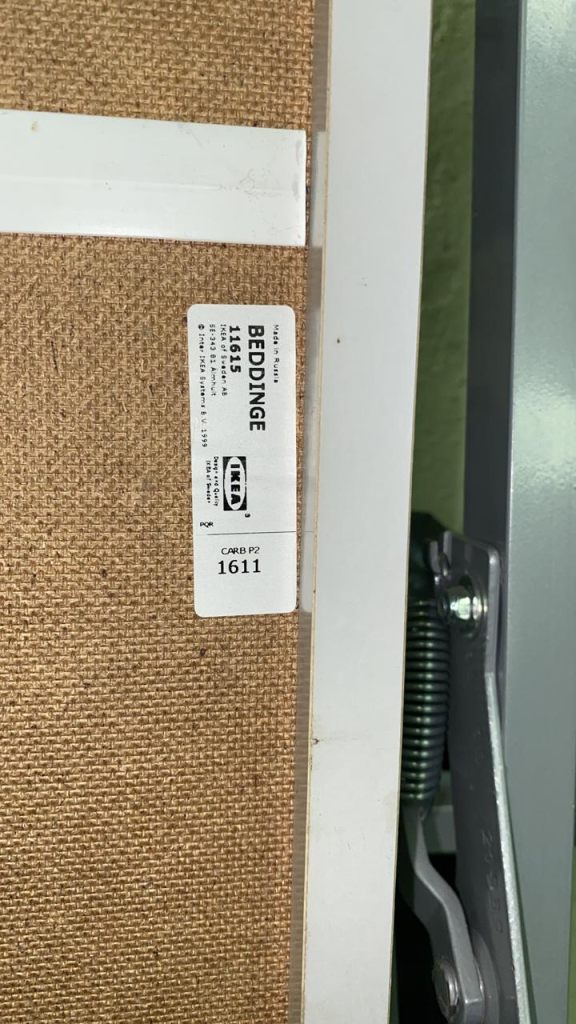 Made in Russia
BEDDINGE
11615
IKEA of Sweden AB
SE-343 81 Älmhult
© Inter IKEA Systems B.V. 1999
IKEA®
Design and Quality
IKEA of Sweden
PQR
CARB P2
1611